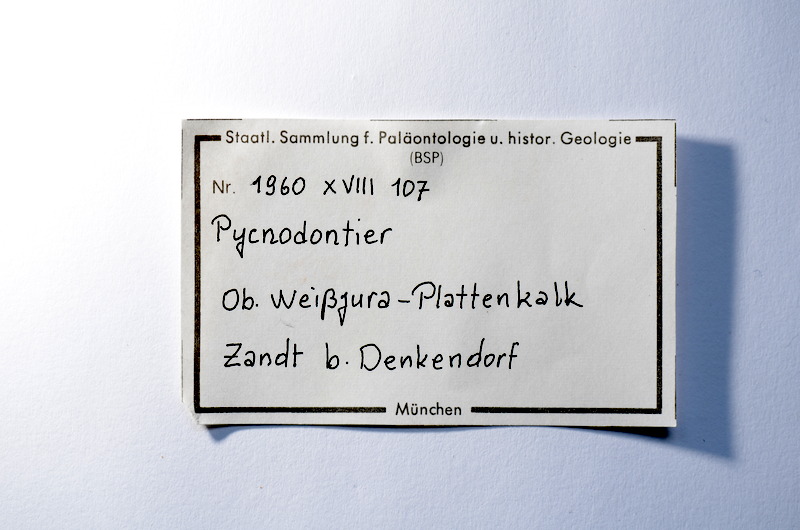 Staatl. Sammlung f. Paläontologie u. histor. Geologie
(BSP)
Nr. 1960 XVIII 107
Pycnodontier
Ob. Weißjura-Plattenkalk
Zandt b. Denkendorf
München